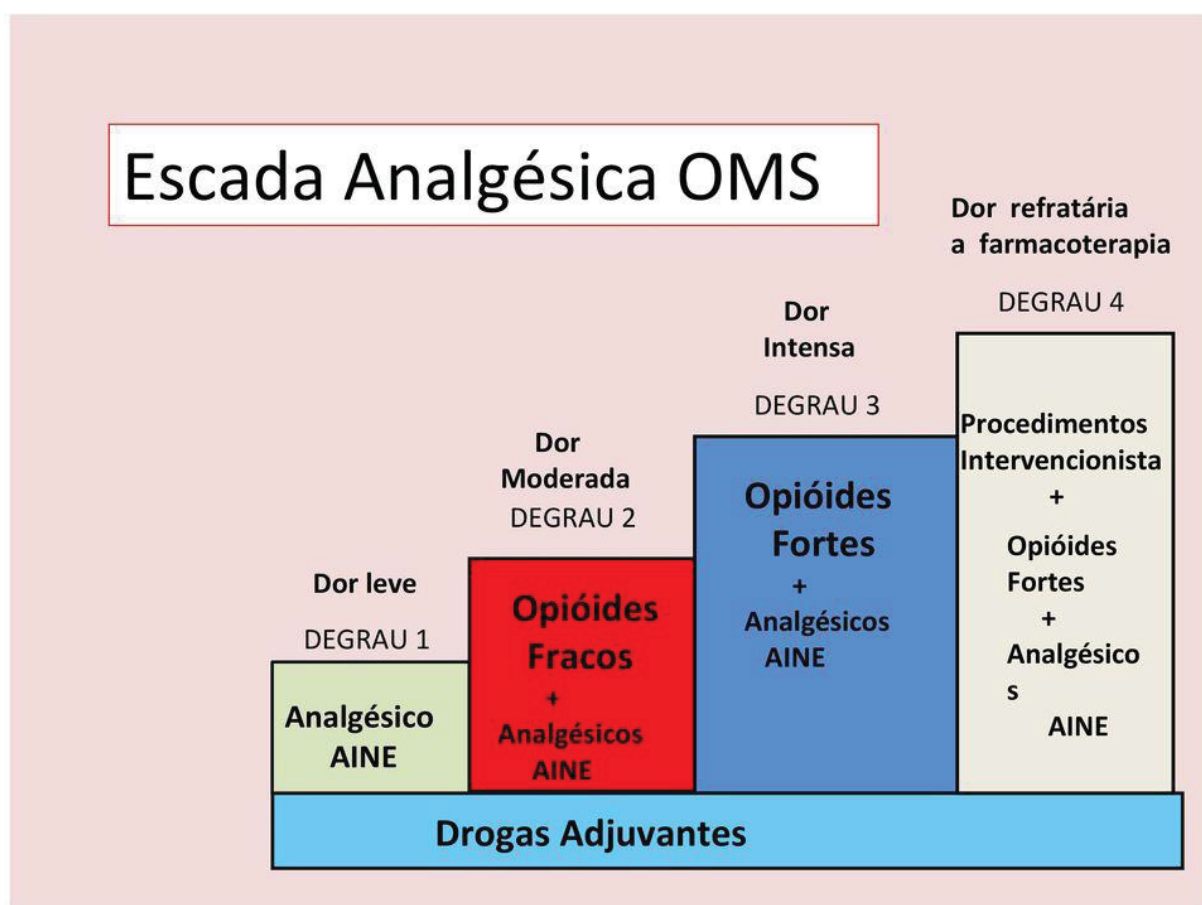 Escada Analgésica OMS
Dor leve
DEGRAU 1
Analgésico
AINE
Dor
Moderada
DEGRAU 2
Opióides
Fracos
+
Analgésicos
AINE
Dor
Intensa
DEGRAU 3
Opióides
Fortes
+
Analgésicos
AINE
Dor refratária
a farmacoterapia
DEGRAU 4
Procedimentos
Intervencionista
+
Opióides
Fortes
+
Analgésico
s
AINE
Drogas Adjuvantes